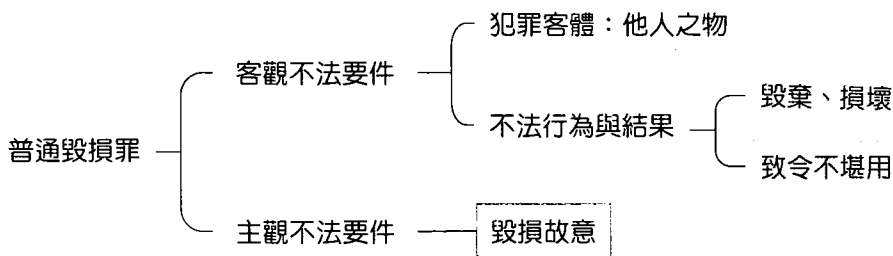 普通毀損罪
客觀不法要件
犯罪客體：他人之物
不法行為與結果
毀棄、損壞
致令不堪用
主觀不法要件
毀損故意